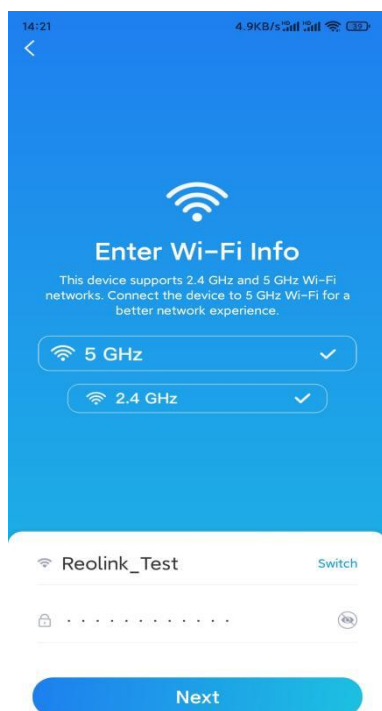 14:21 4.9KB/s HD HD 39
Enter Wi-Fi Info
This device supports 2.4 GHz and 5 GHz Wi-Fi
networks. Connect the device to 5 GHz Wi-Fi for a
better network experience.
5 GHz
2.4 GHz
Reolink_Test Switch
············
Next